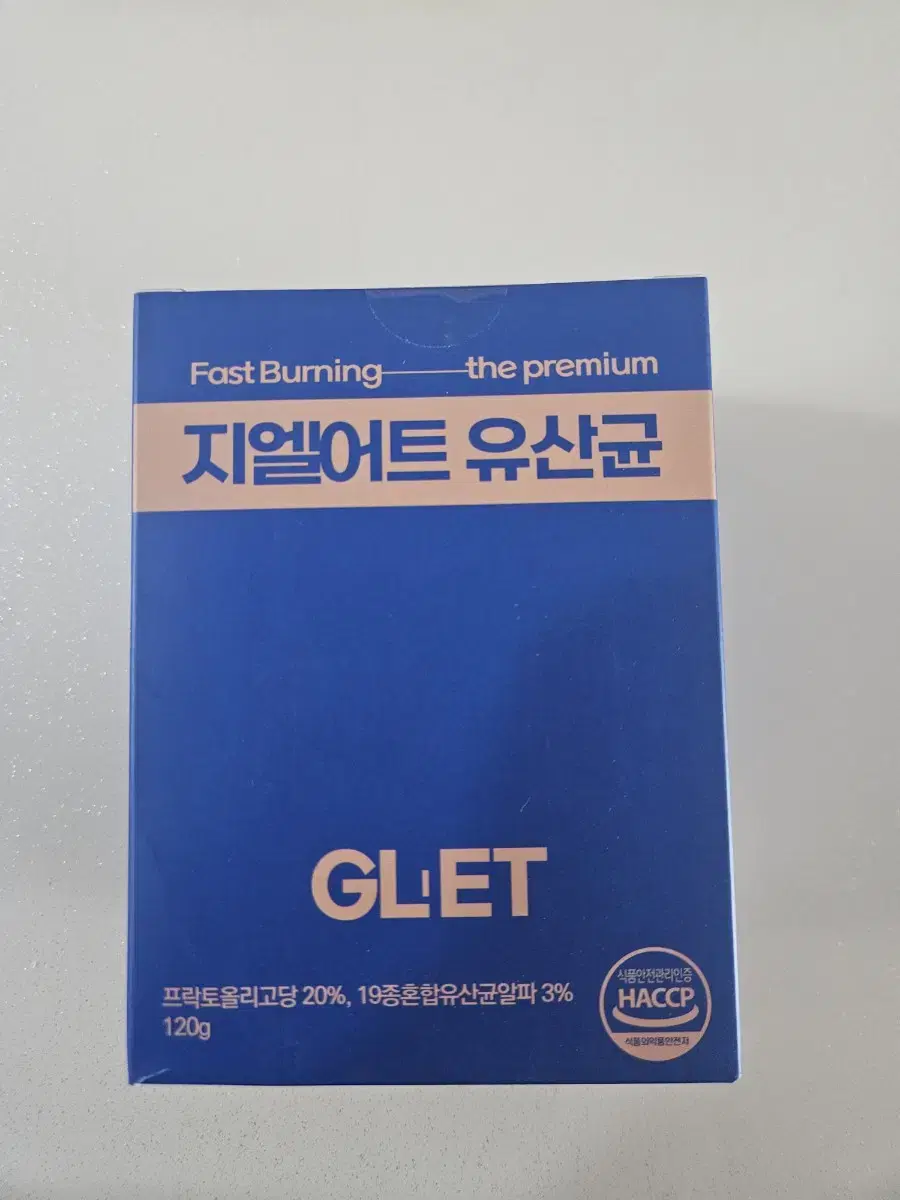 Fast Burning the premium
지엘어트 유산균
GLET
프락토올리고당 20%, 19종혼합유산균알파 3%
120g
식품안전관리인증
HACCP
식품의약품안전처